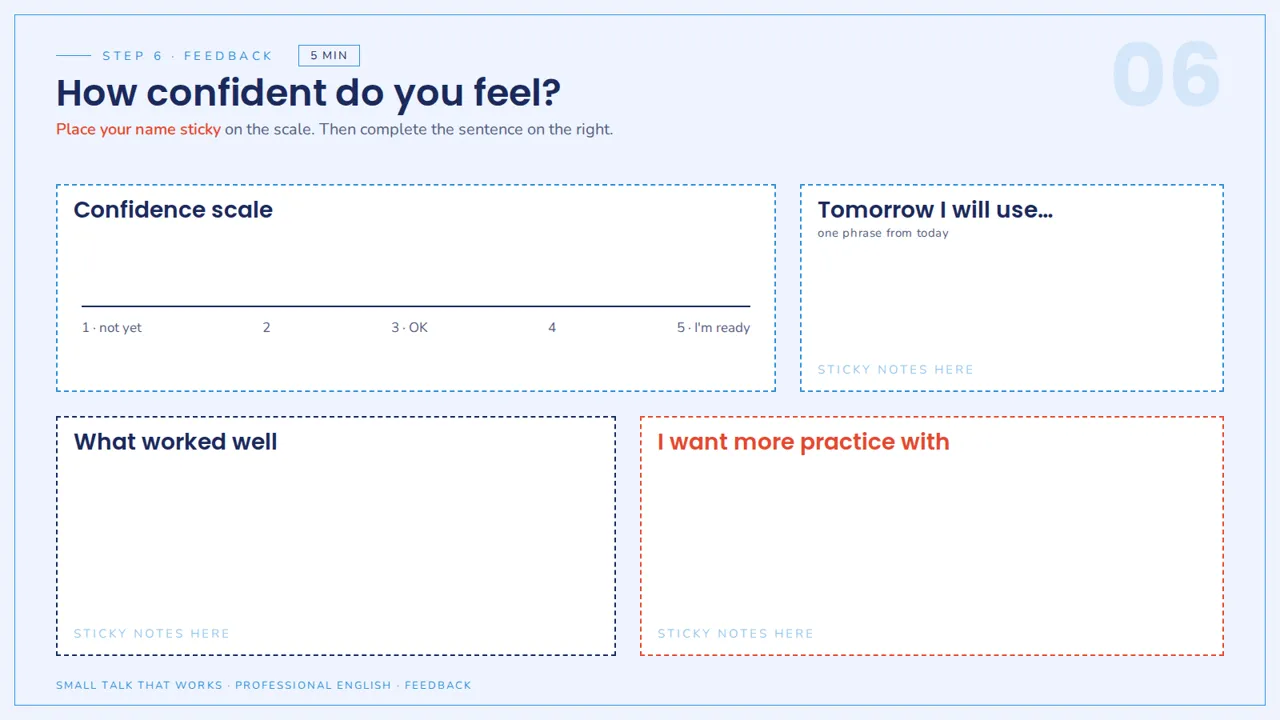 STEP 6 · FEEDBACK
5 MIN
06
How confident do you feel?
Place your name sticky on the scale. Then complete the sentence on the right.
Confidence scale
1 · not yet
2
3 · OK
4
5 · I'm ready
Tomorrow I will use…
one phrase from today
STICKY NOTES HERE
What worked well
STICKY NOTES HERE
I want more practice with
STICKY NOTES HERE
SMALL TALK THAT WORKS · PROFESSIONAL ENGLISH · FEEDBACK